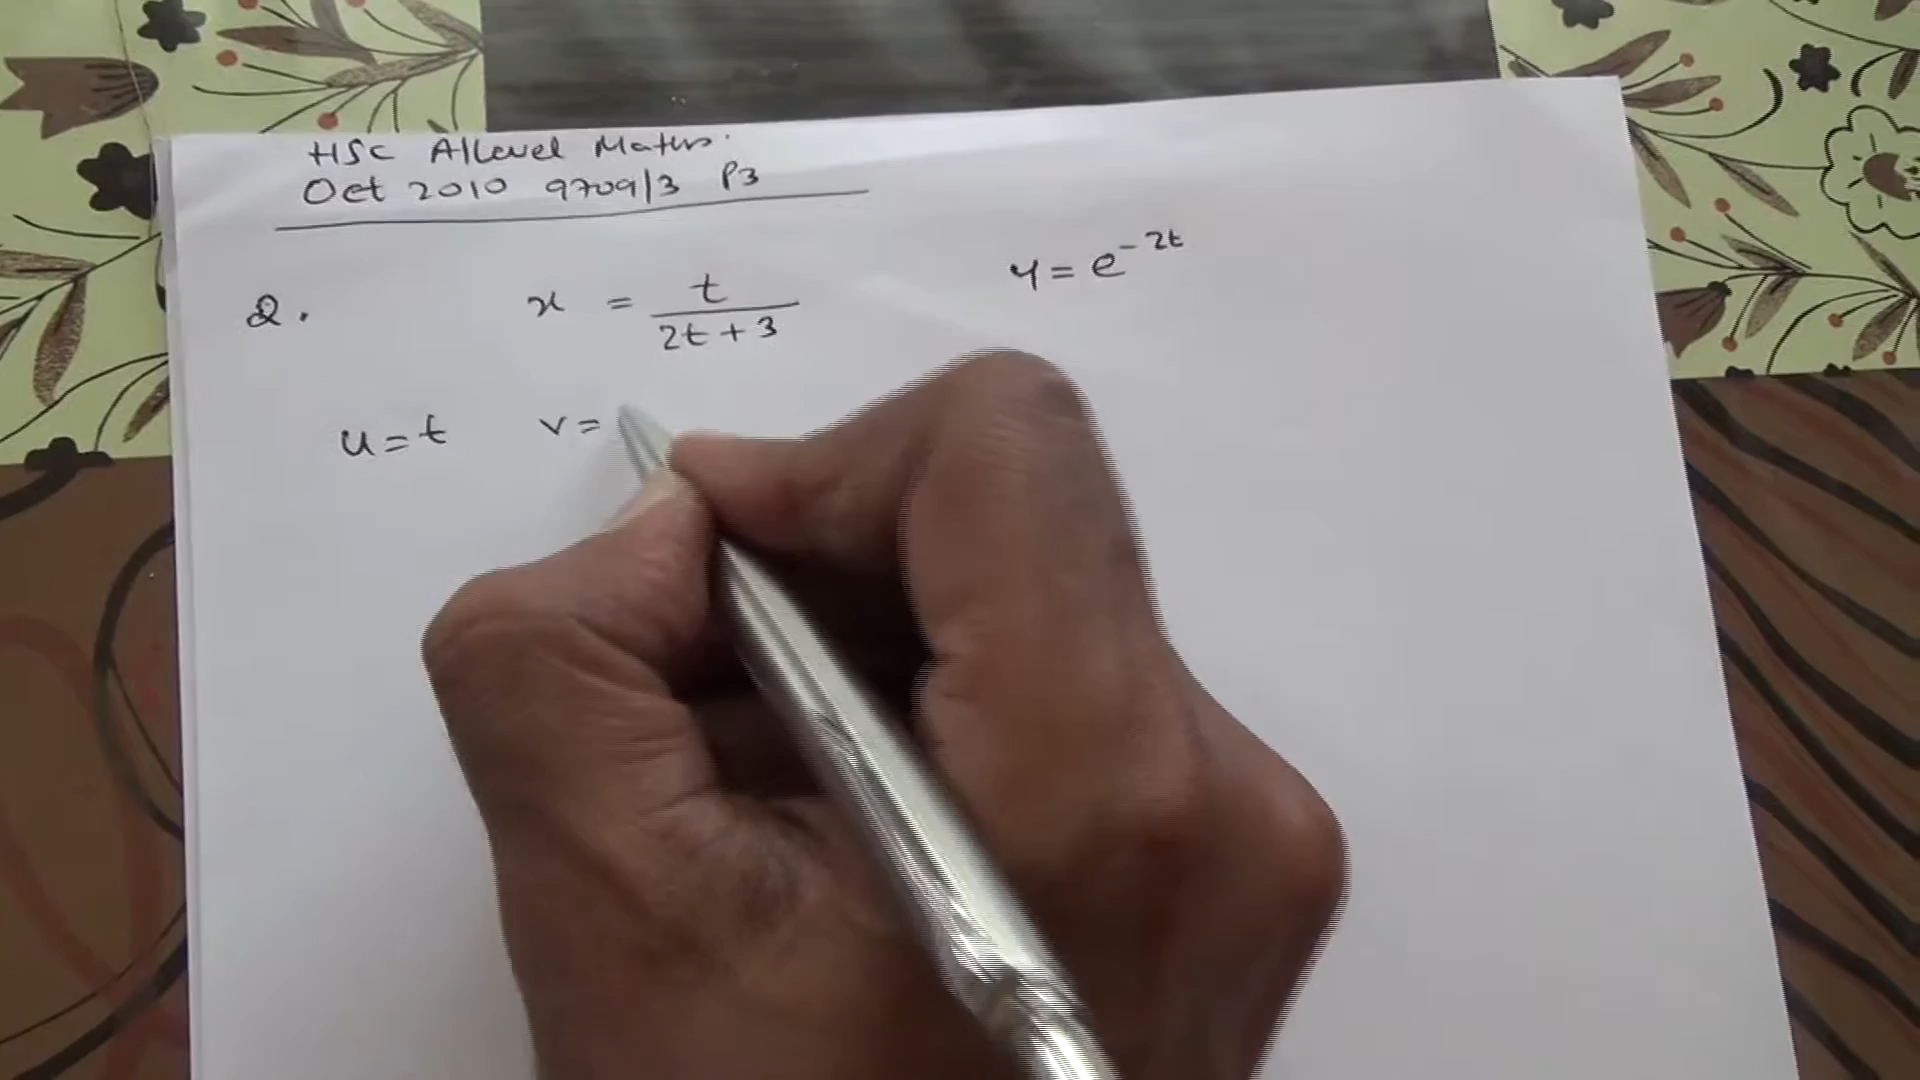 HSC A Level Maths.
Oct 2010 9709/3 P3
Q. x = t/(2t + 3) y = e^{-2t}
u = t v =